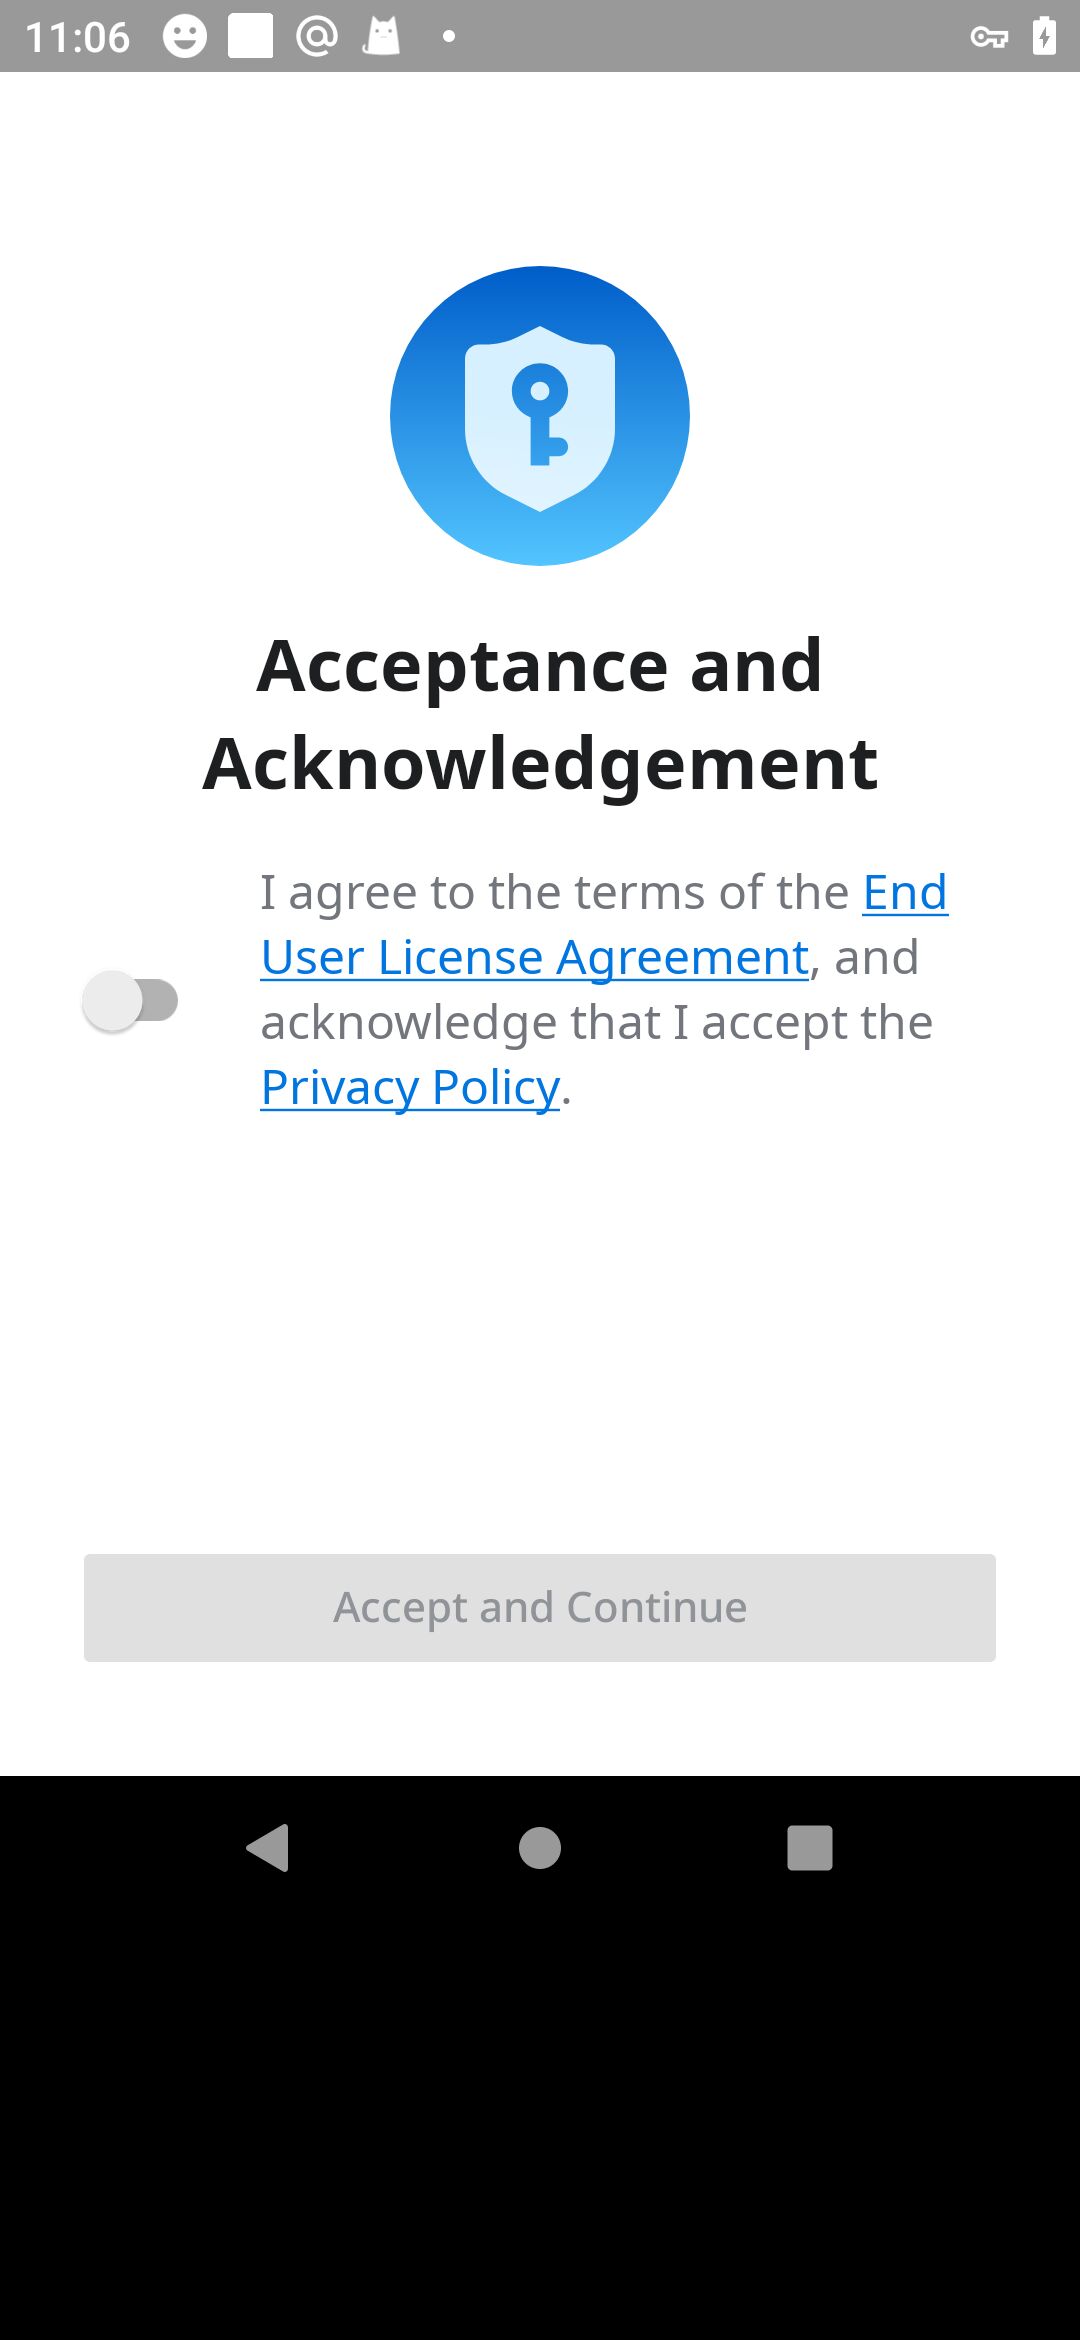 11:06
Acceptance and
Acknowledgement
I agree to the terms of the End
User License Agreement, and
acknowledge that I accept the
Privacy Policy.
Accept and Continue